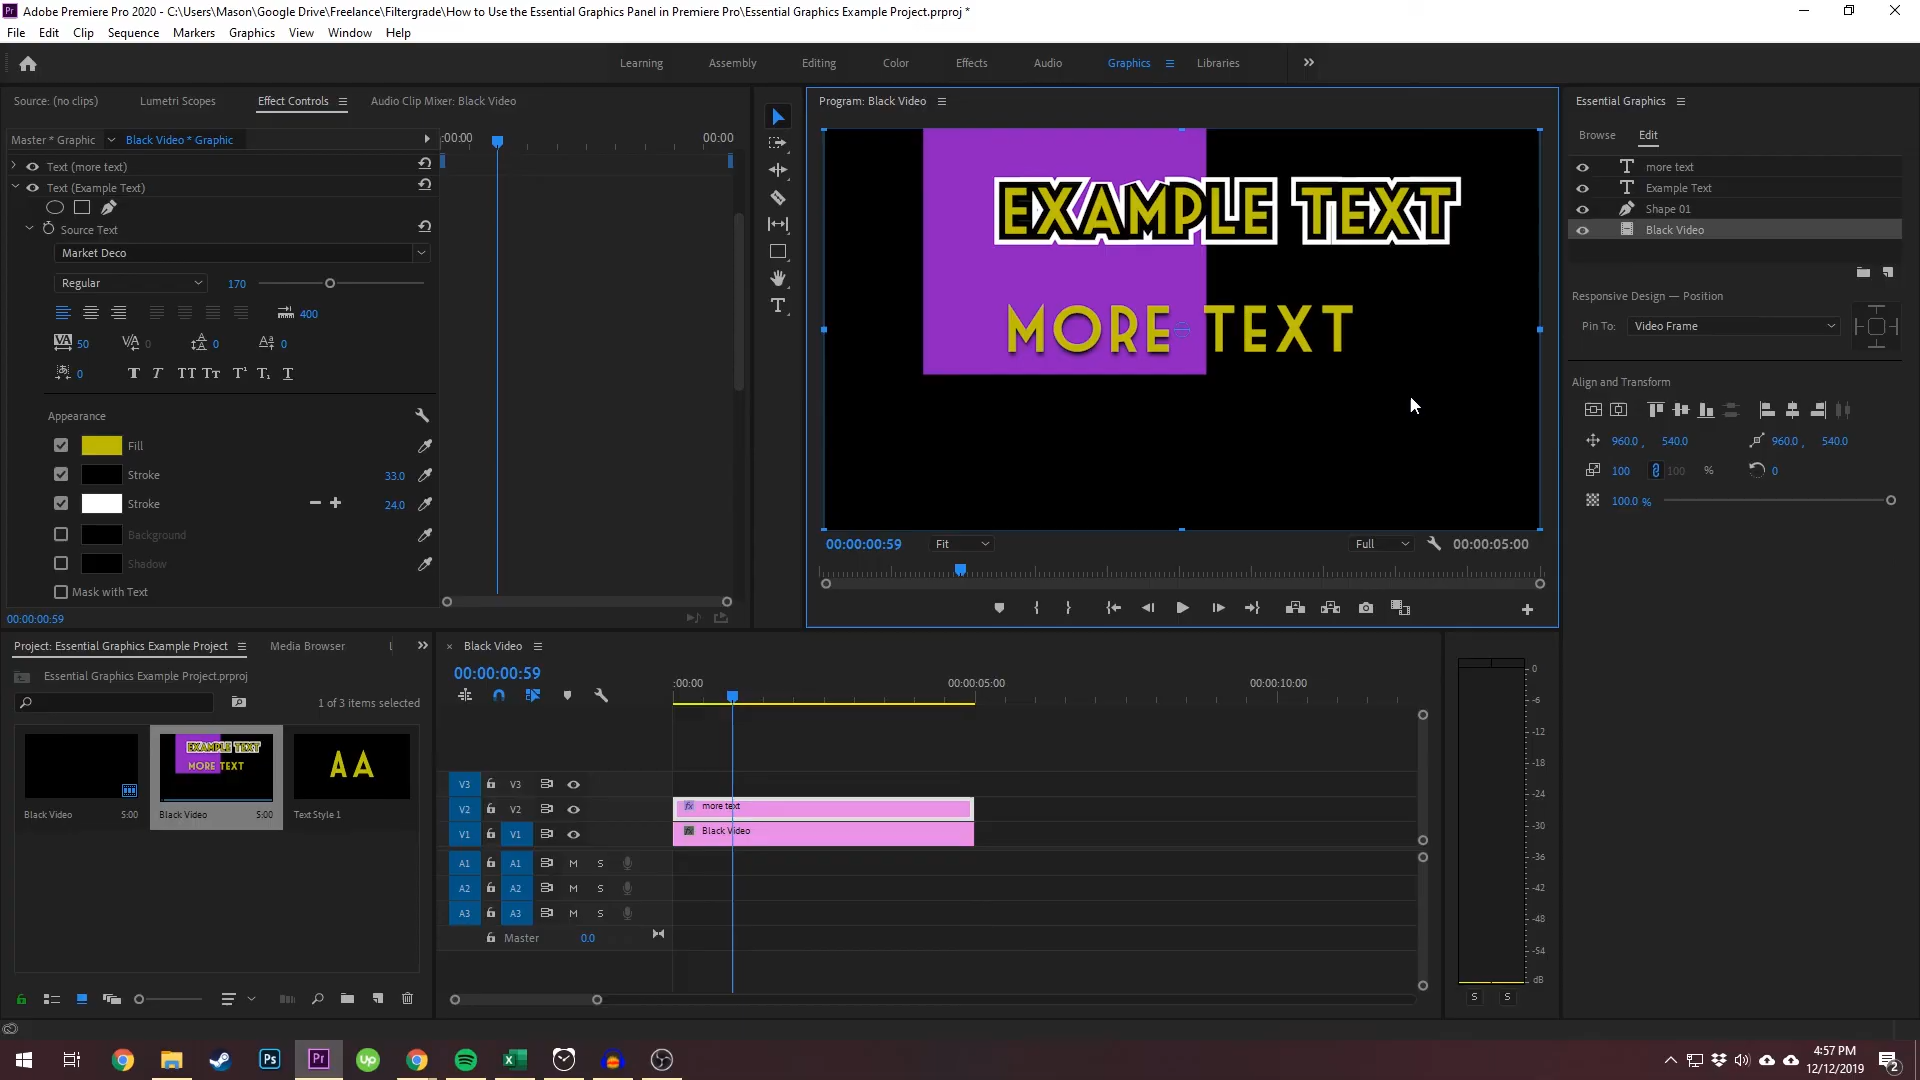 Adobe Premiere Pro 2020 - C:\Users\Mason\Google Drive\Freelance\Filtergrade\How to Use the Essential Graphics Panel in Premiere Pro\Essential Graphics Example Project.prproj *
File Edit Clip Sequence Markers Graphics View Window Help
Learning Assembly Editing Color Effects Audio Graphics Libraries
Source: (no clips) Lumetri Scopes Effect Controls Audio Clip Mixer: Black Video
Master * Graphic Black Video * Graphic :00:00 00:00
Text (more text)
Text (Example Text)
Source Text
Market Deco
Regular 170
400
50 0 0 0
0 T T TT Tt T¹ T₁ T
Appearance
Fill
Stroke 33.0
Stroke 24.0
Background
Shadow
Mask with Text
00:00:00:59
Program: Black Video
EXAMPLE TEXT
MORE TEXT
00:00:00:59 Fit Full 00:00:05:00
Essential Graphics
Browse Edit
more text
Example Text
Shape 01
Black Video
Responsive Design — Position
Pin To: Video Frame
Align and Transform
960.0 , 540.0 960.0 , 540.0
100 100 % 0
100.0 %
Project: Essential Graphics Example Project Media Browser
Essential Graphics Example Project.prproj
1 of 3 items selected
EXAMPLE TEXT
MORE TEXT
A A
Black Video 5:00 Black Video 5:00 Text Style 1
× Black Video
00:00:00:59
:00:00 00:00:05:00 00:00:10:00
V3 V3
V2 V2 fx more text
V1 V1 fx Black Video
A1 A1 M S
A2 A2 M S
A3 A3 M S
Master 0.0
0
-6
-12
-18
-24
-30
-36
-42
-48
-54
dB
S S
Ps Pr Up
4:57 PM
12/12/2019
2